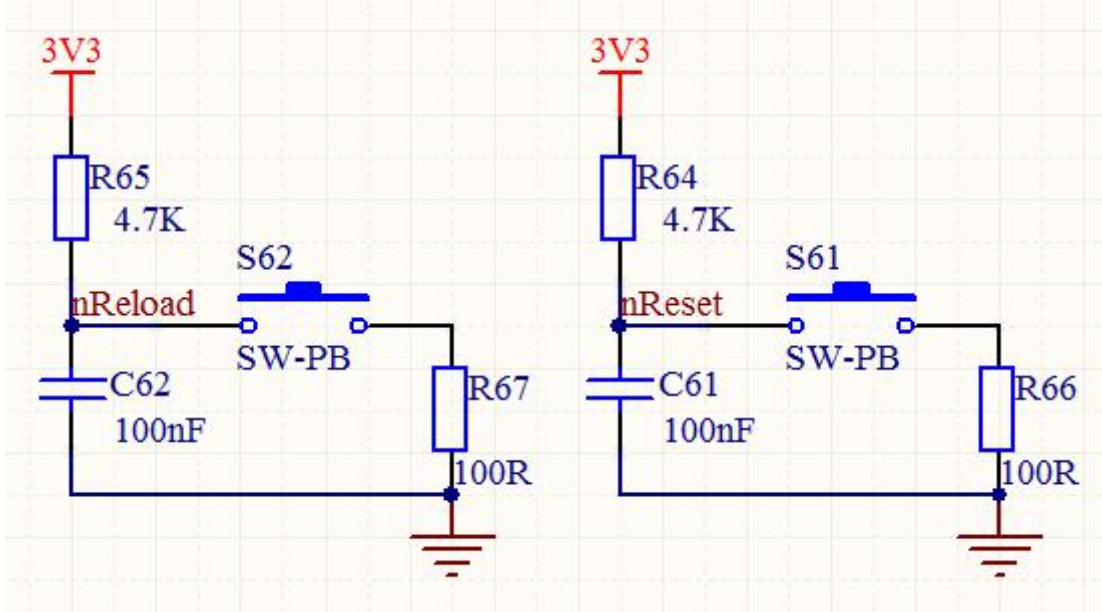 3V3
R65
4.7K
S62
nReload
SW-PB
C62
100nF
R67
100R
3V3
R64
4.7K
S61
nReset
SW-PB
C61
100nF
R66
100R